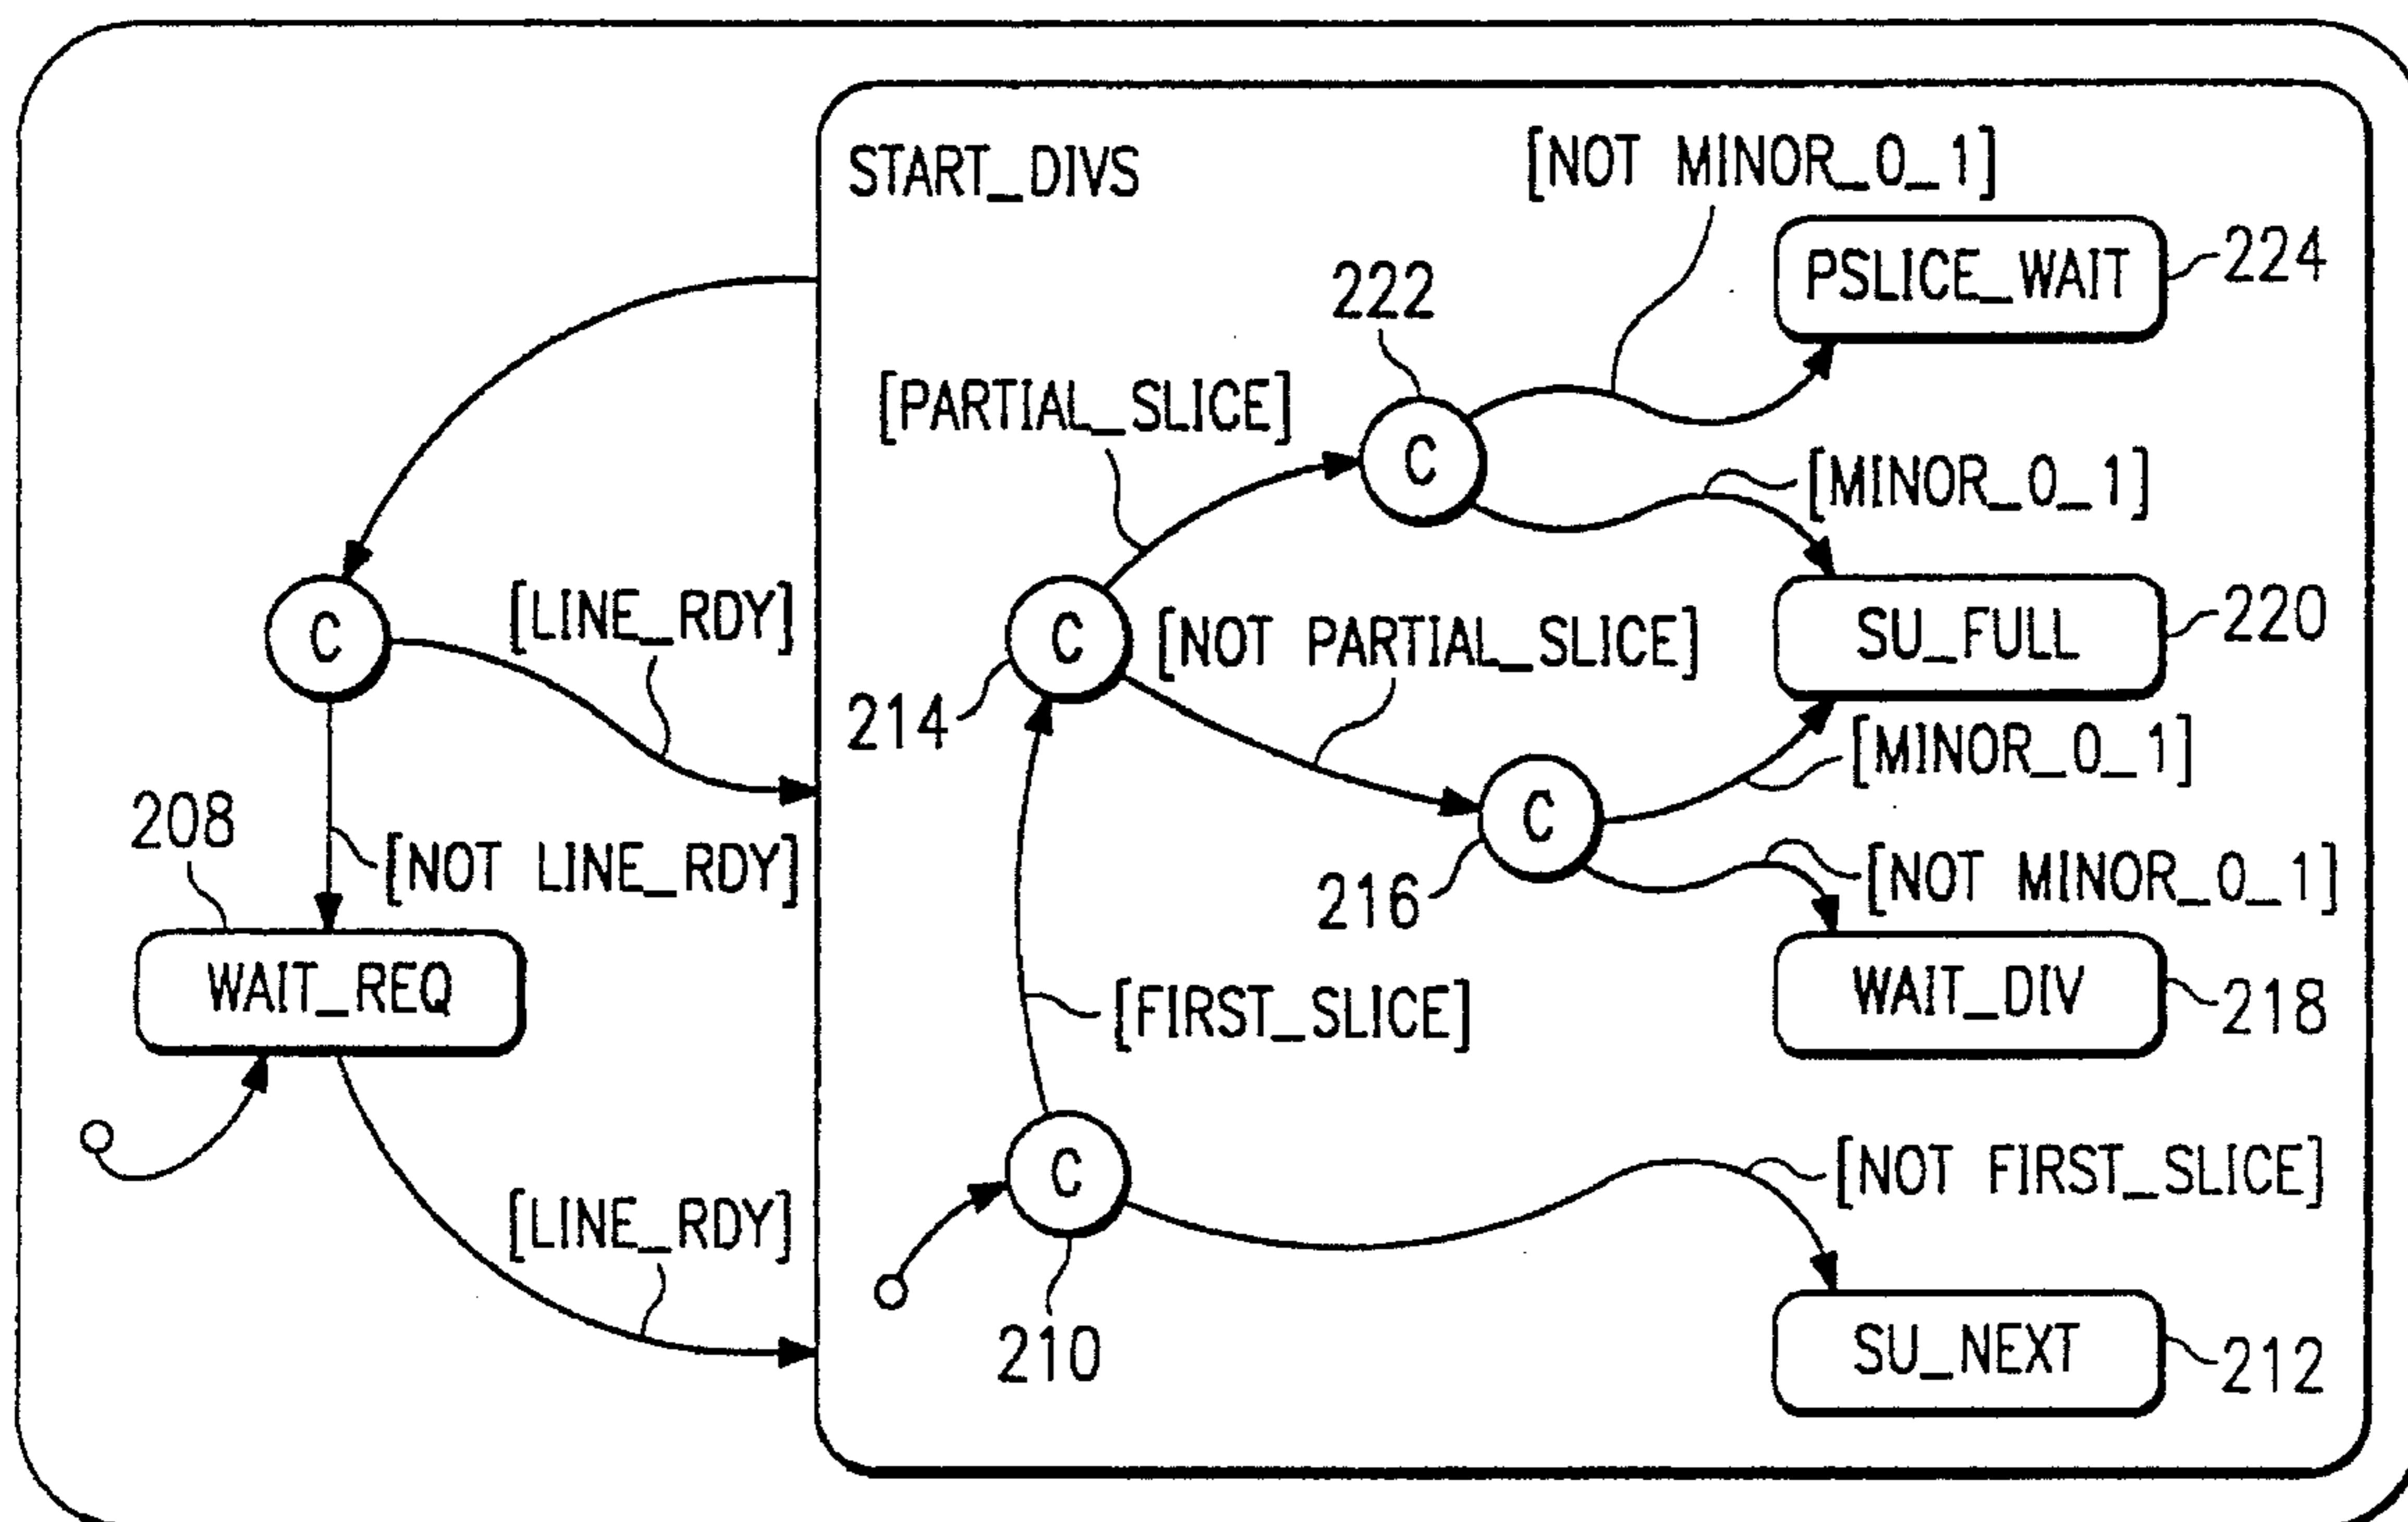 START_DIVS
[NOT MINOR_0_1]
PSLICE_WAIT
224
222
[PARTIAL_SLICE]
C
[MINOR_0_1]
C
[LINE_RDY]
C
[NOT PARTIAL_SLICE]
SU_FULL
220
214
[MINOR_0_1]
208
[NOT LINE_RDY]
C
216
[NOT MINOR_0_1]
WAIT_REQ
[FIRST_SLICE]
WAIT_DIV
218
C
[NOT FIRST_SLICE]
[LINE_RDY]
210
SU_NEXT
212